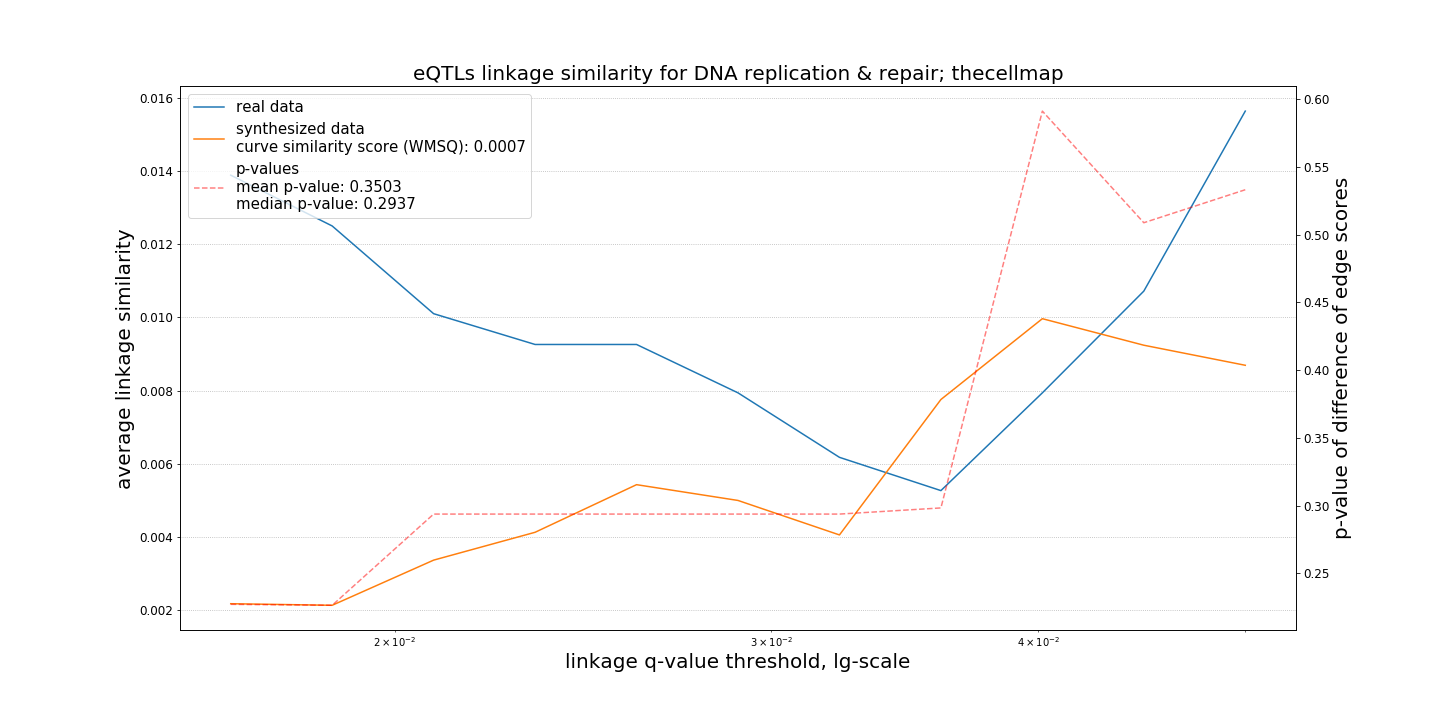 eQTLs linkage similarity for DNA replication & repair; thecellmap
real data
synthesized data
curve similarity score (WMSQ): 0.0007
p-values
mean p-value: 0.3503
median p-value: 0.2937
average linkage similarity
0.016
0.014
0.012
0.010
0.008
0.006
0.004
0.002
p-value of difference of edge scores
0.60
0.55
0.50
0.45
0.40
0.35
0.30
0.25
2 × 10⁻²
3 × 10⁻²
4 × 10⁻²
linkage q-value threshold, lg-scale